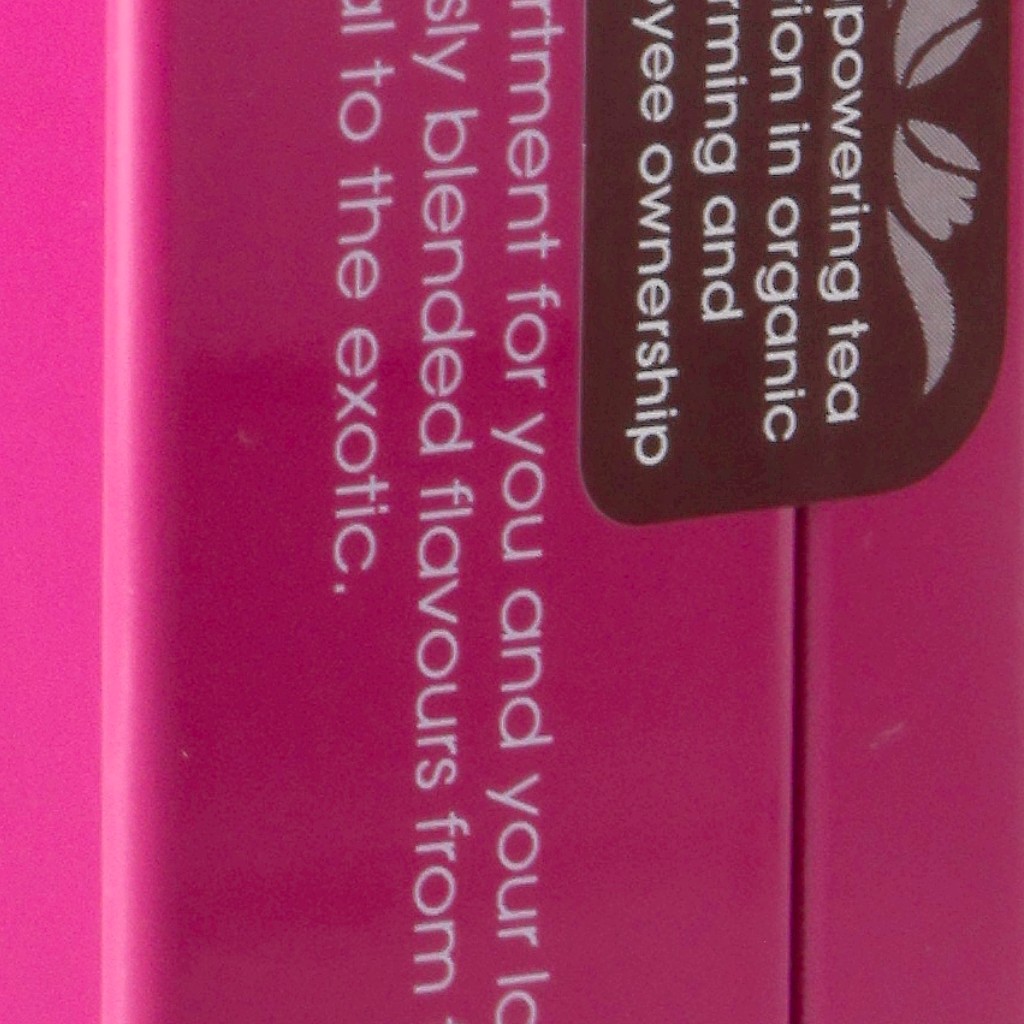 powering tea
ion in organic
rming and
yee ownership
rtment for you and your lo
sly blended flavours from
al to the exotic.